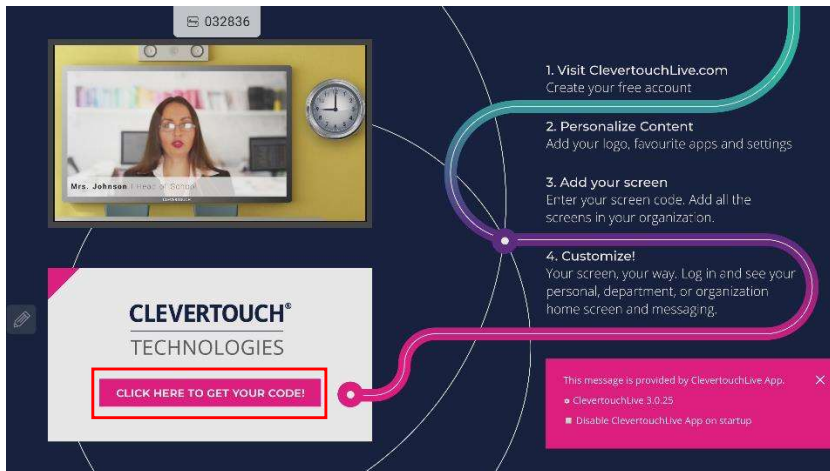 032836
Mrs. Johnson | Head of School
CLEVERTOUCH
1. Visit ClevertouchLive.com
Create your free account
2. Personalize Content
Add your logo, favourite apps and settings
3. Add your screen
Enter your screen code. Add all the
screens in your organization.
4. Customize!
Your screen, your way. Log in and see your
personal, department, or organization
home screen and messaging.
CLEVERTOUCH®
TECHNOLOGIES
CLICK HERE TO GET YOUR CODE!
This message is provided by ClevertouchLive App.
ClevertouchLive 3.0.25
Disable ClevertouchLive App on startup